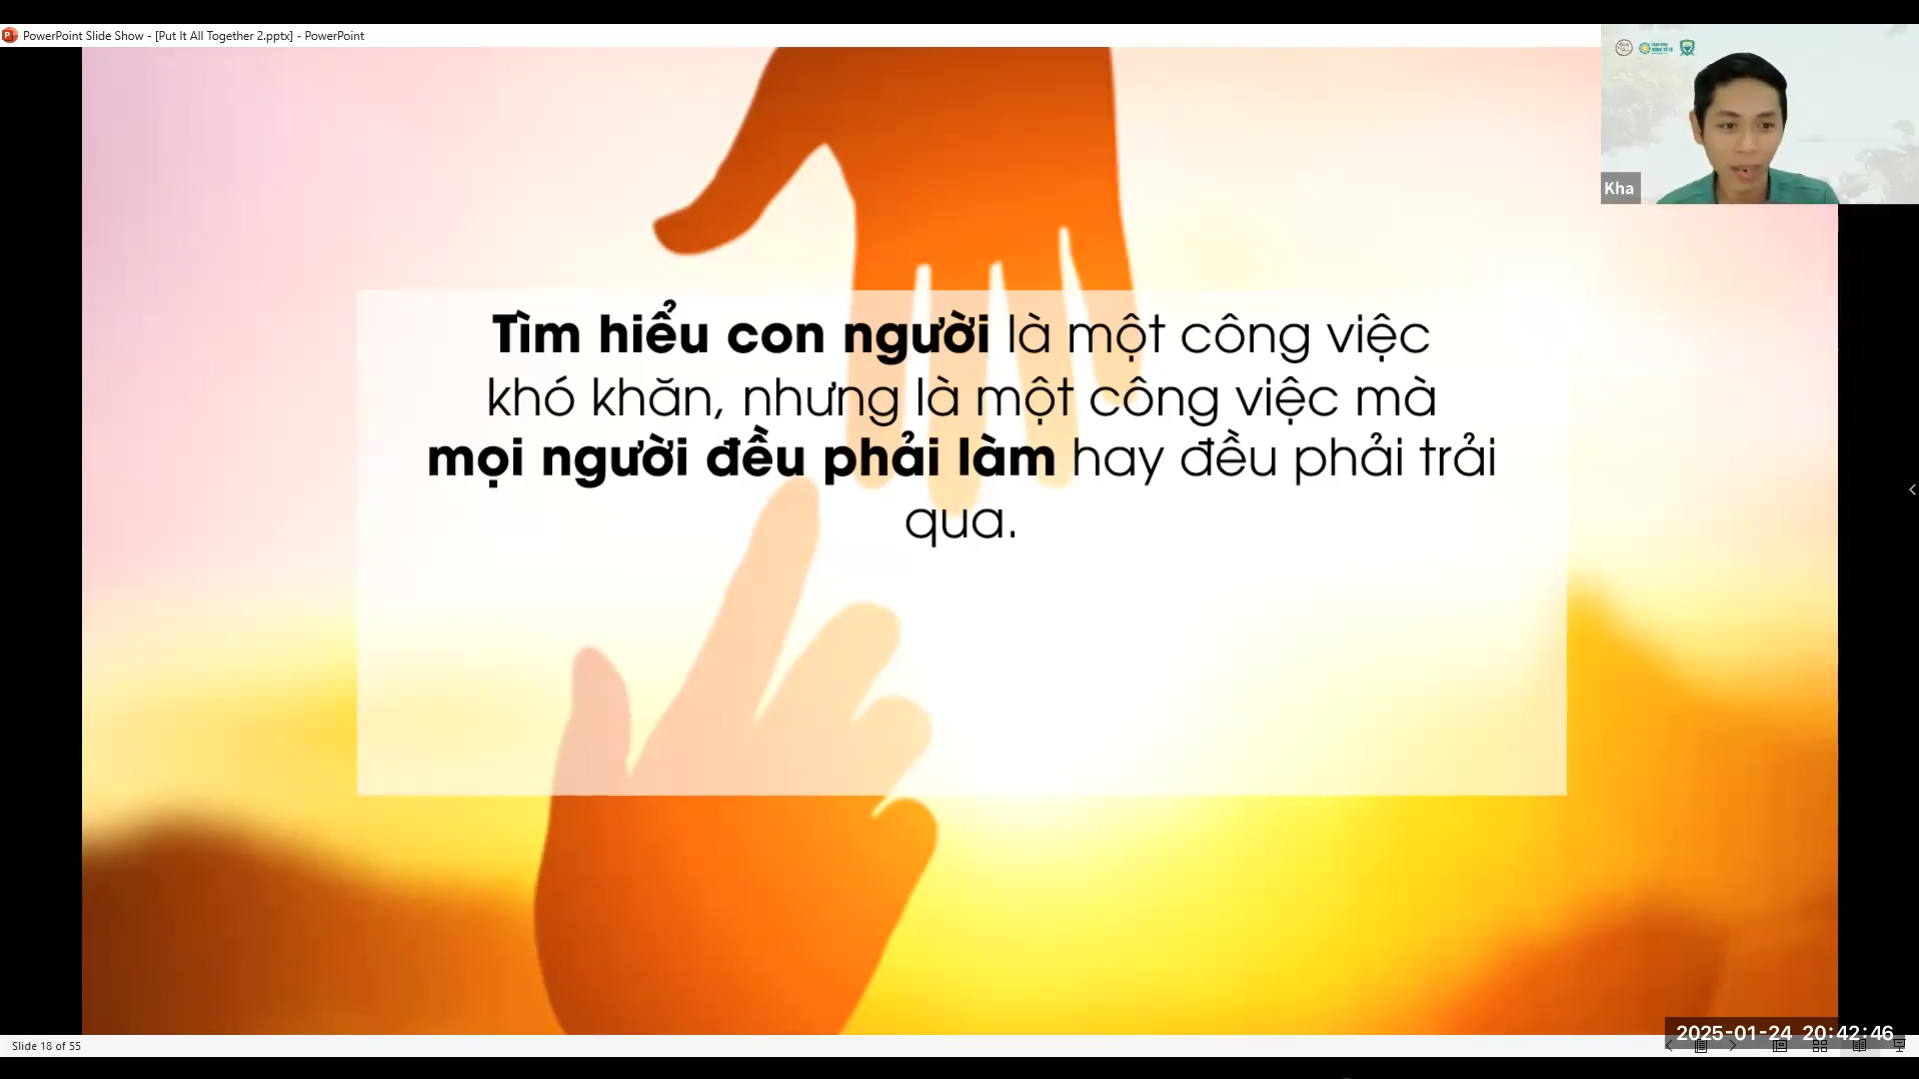 PowerPoint Slide Show - [Put It All Together 2.pptx] - PowerPoint
Kha
Tìm hiểu con người là một công việc
khó khăn, nhưng là một công việc mà
mọi người đều phải làm hay đều phải trải
qua.
2025-01-24 20:42:46
Slide 18 of 55